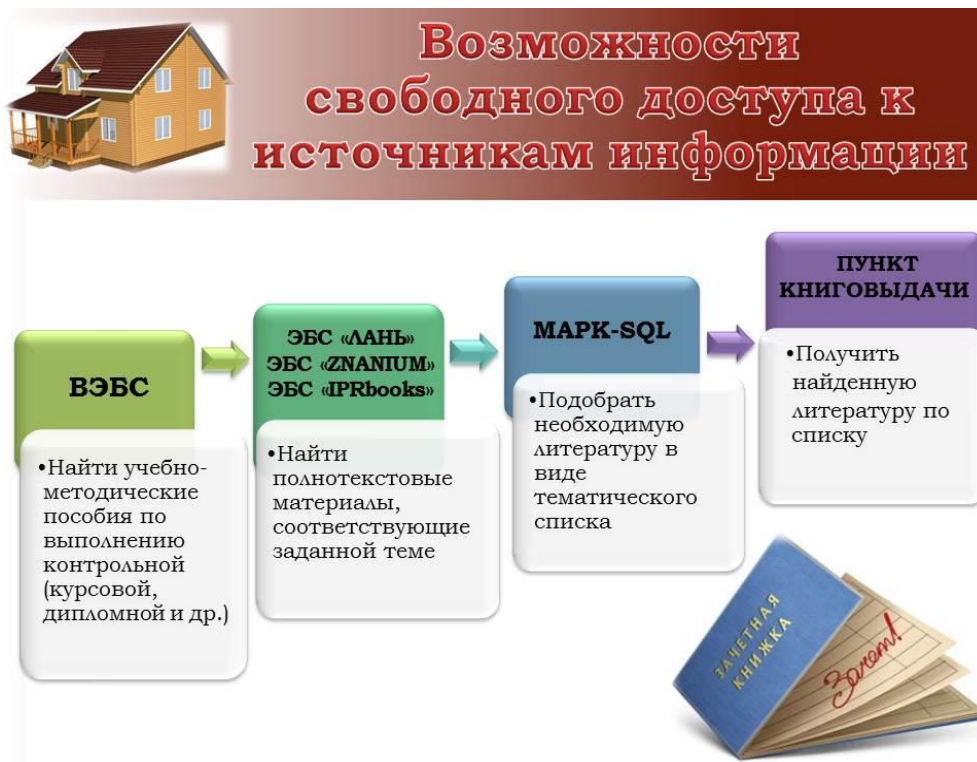 Возможности
свободного доступа к
источникам информации
ВЭБС
•Найти учебно-
методические
пособия по
выполнению
контрольной
(курсовой,
дипломной и др.)
ЭБС «ЛАНЬ»
ЭБС «ZNANIUM»
ЭБС «IPRbooks»
•Найти
полнотекстовые
материалы,
соответствующие
заданной теме
МАРК-SQL
•Подобрать
необходимую
литературу в
виде
тематического
списка
ПУНКТ
КНИГОВЫДАЧИ
•Получить
найденную
литературу по
списку
ЗАЧЕТНАЯ
КНИЖКА
Зачет!